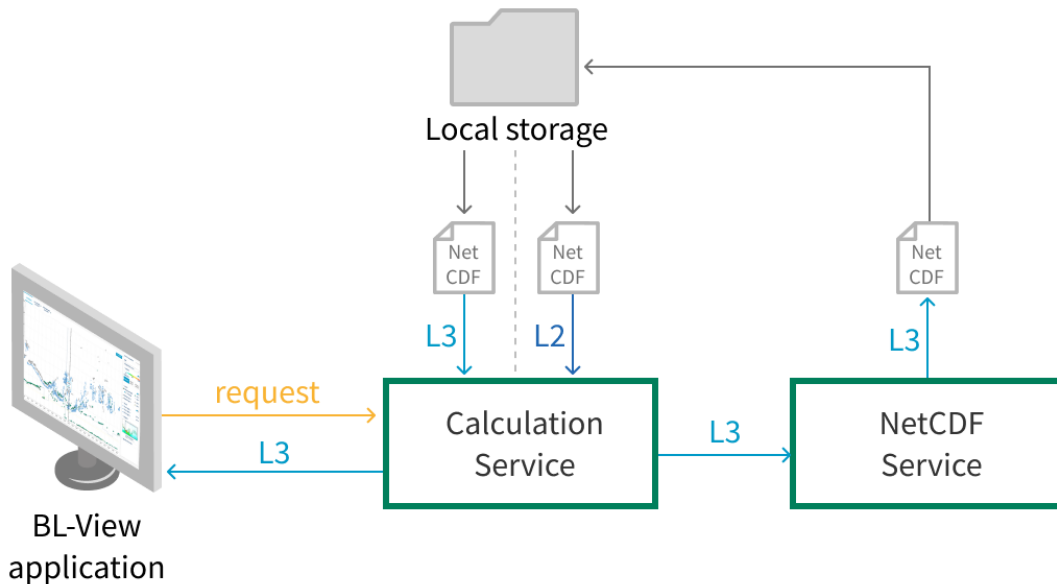 Local storage
Net
CDF
Net
CDF
Net
CDF
L3
L2
L3
request
L3
Calculation
Service
L3
NetCDF
Service
BL-View
application